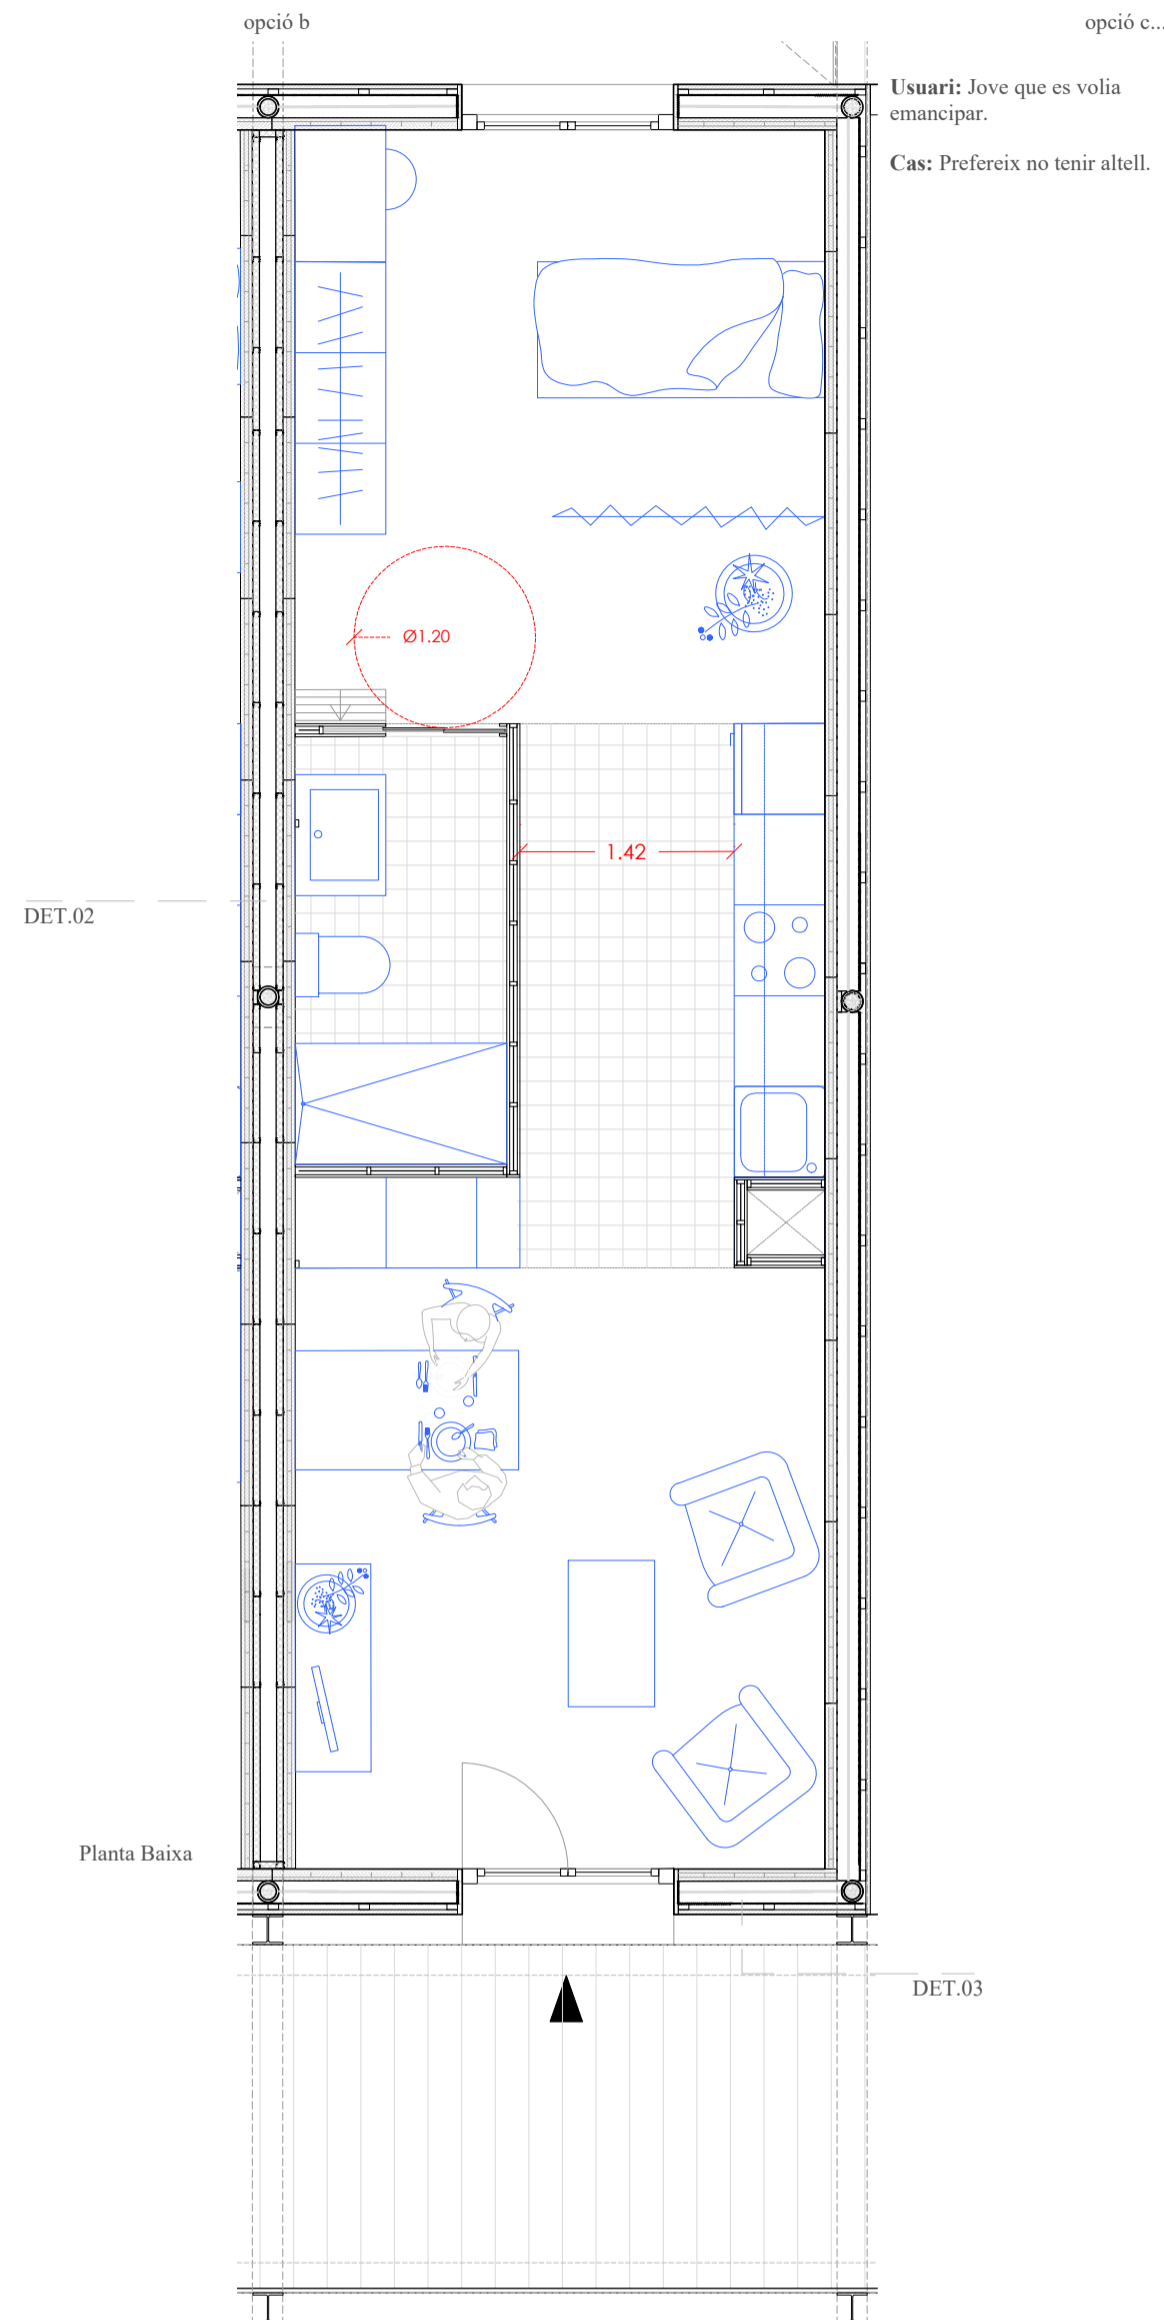 opció b
opció c...
Usuari: Jove que es volia
emancipar.
Cas: Prefereix no tenir altell.
Ø1.20
1.42
DET.02
Planta Baixa
DET.03